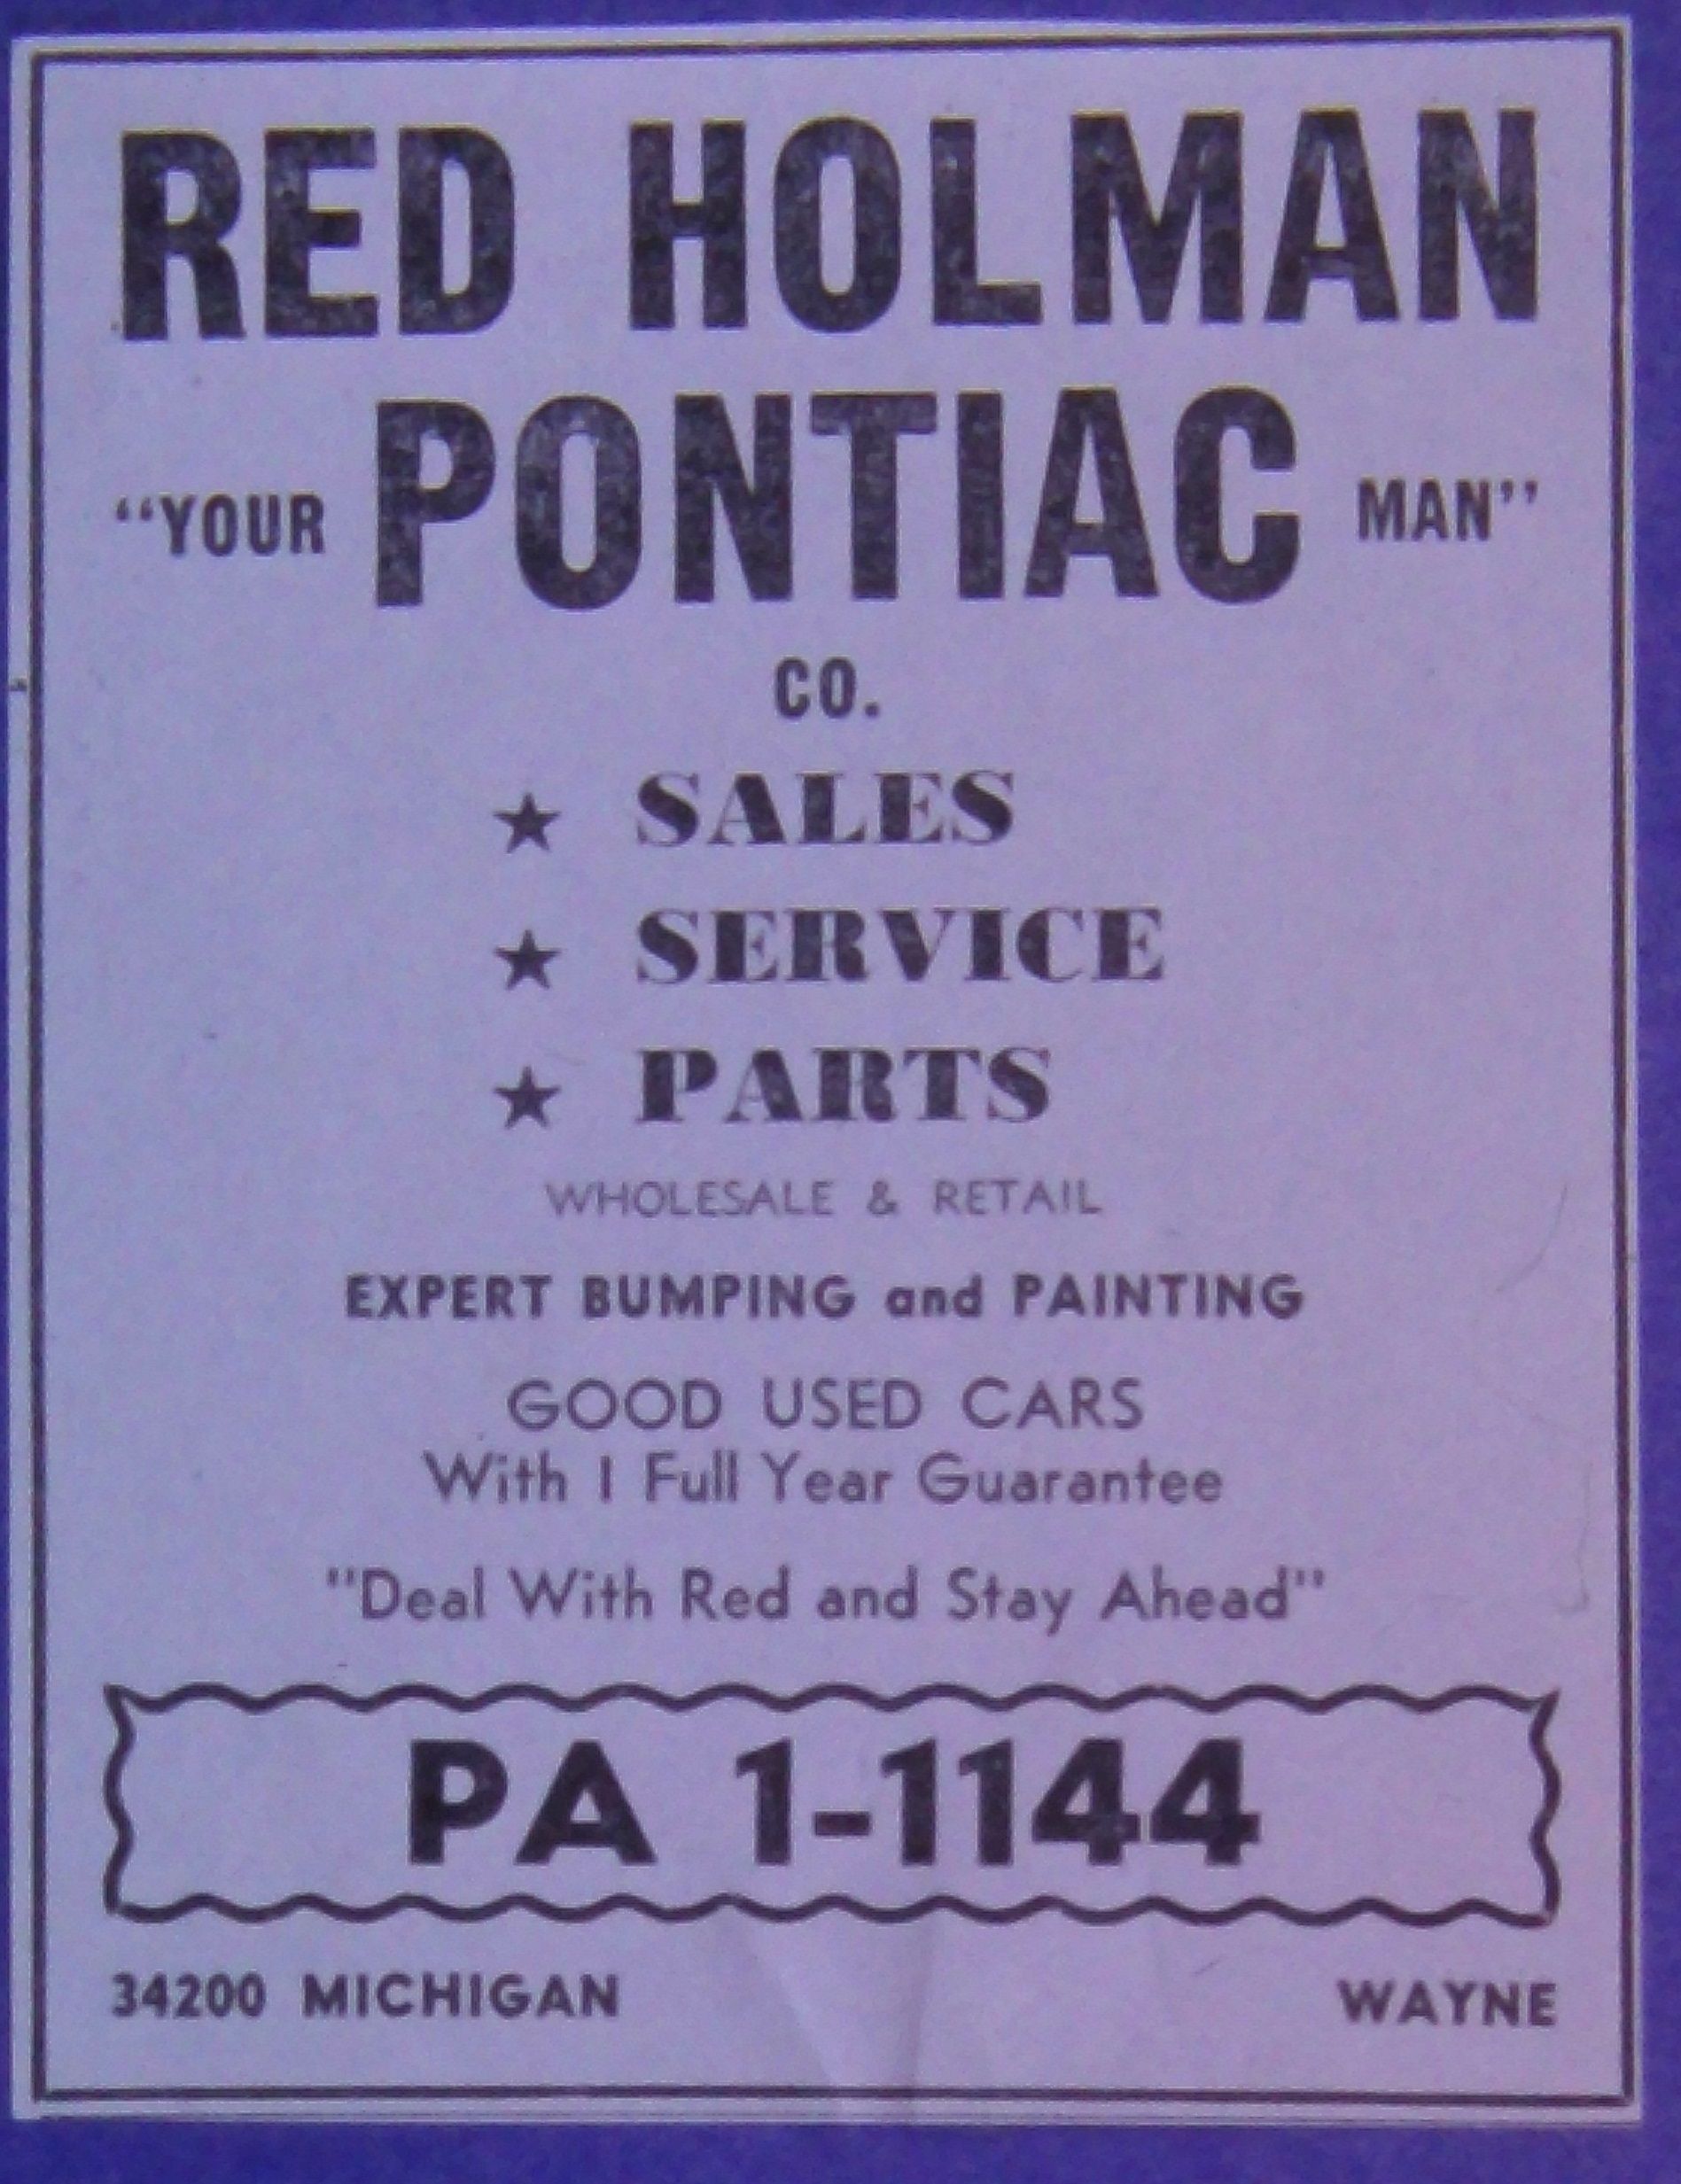 RED HOLMAN
"YOUR PONTIAC MAN"
CO.
★ SALES
★ SERVICE
★ PARTS
WHOLESALE & RETAIL
EXPERT BUMPING and PAINTING
GOOD USED CARS
With 1 Full Year Guarantee
"Deal With Red and Stay Ahead"
PA 1-1144
34200 MICHIGAN WAYNE